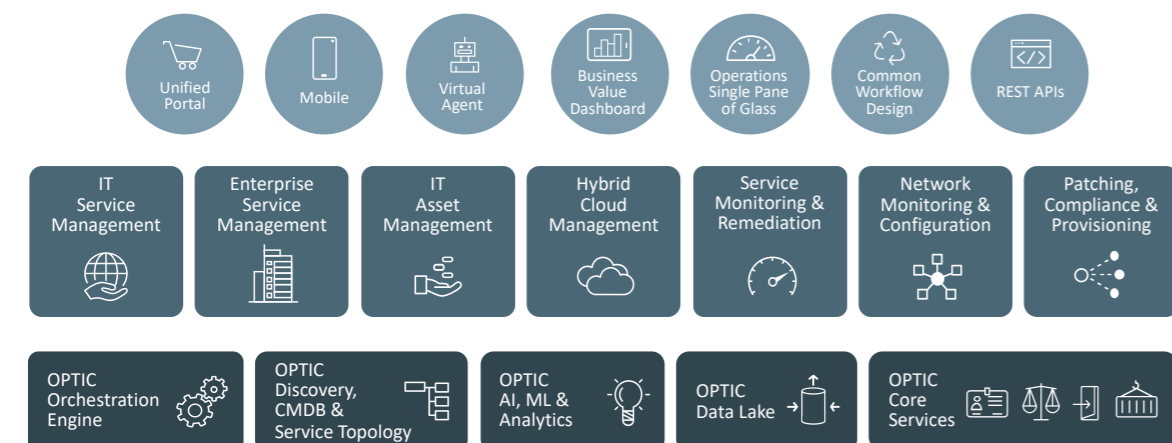 Unified
Portal
Mobile
Virtual
Agent
Business
Value
Dashboard
Operations
Single Pane
of Glass
Common
Workflow
Design
</>
REST APIs
IT
Service
Management
Enterprise
Service
Management
IT
Asset
Management
Hybrid
Cloud
Management
Service
Monitoring &
Remediation
Network
Monitoring &
Configuration
Patching,
Compliance &
Provisioning
OPTIC
Orchestration
Engine
OPTIC
Discovery,
CMDB &
Service Topology
OPTIC
AI, ML &
Analytics
OPTIC
Data Lake
OPTIC
Core
Services